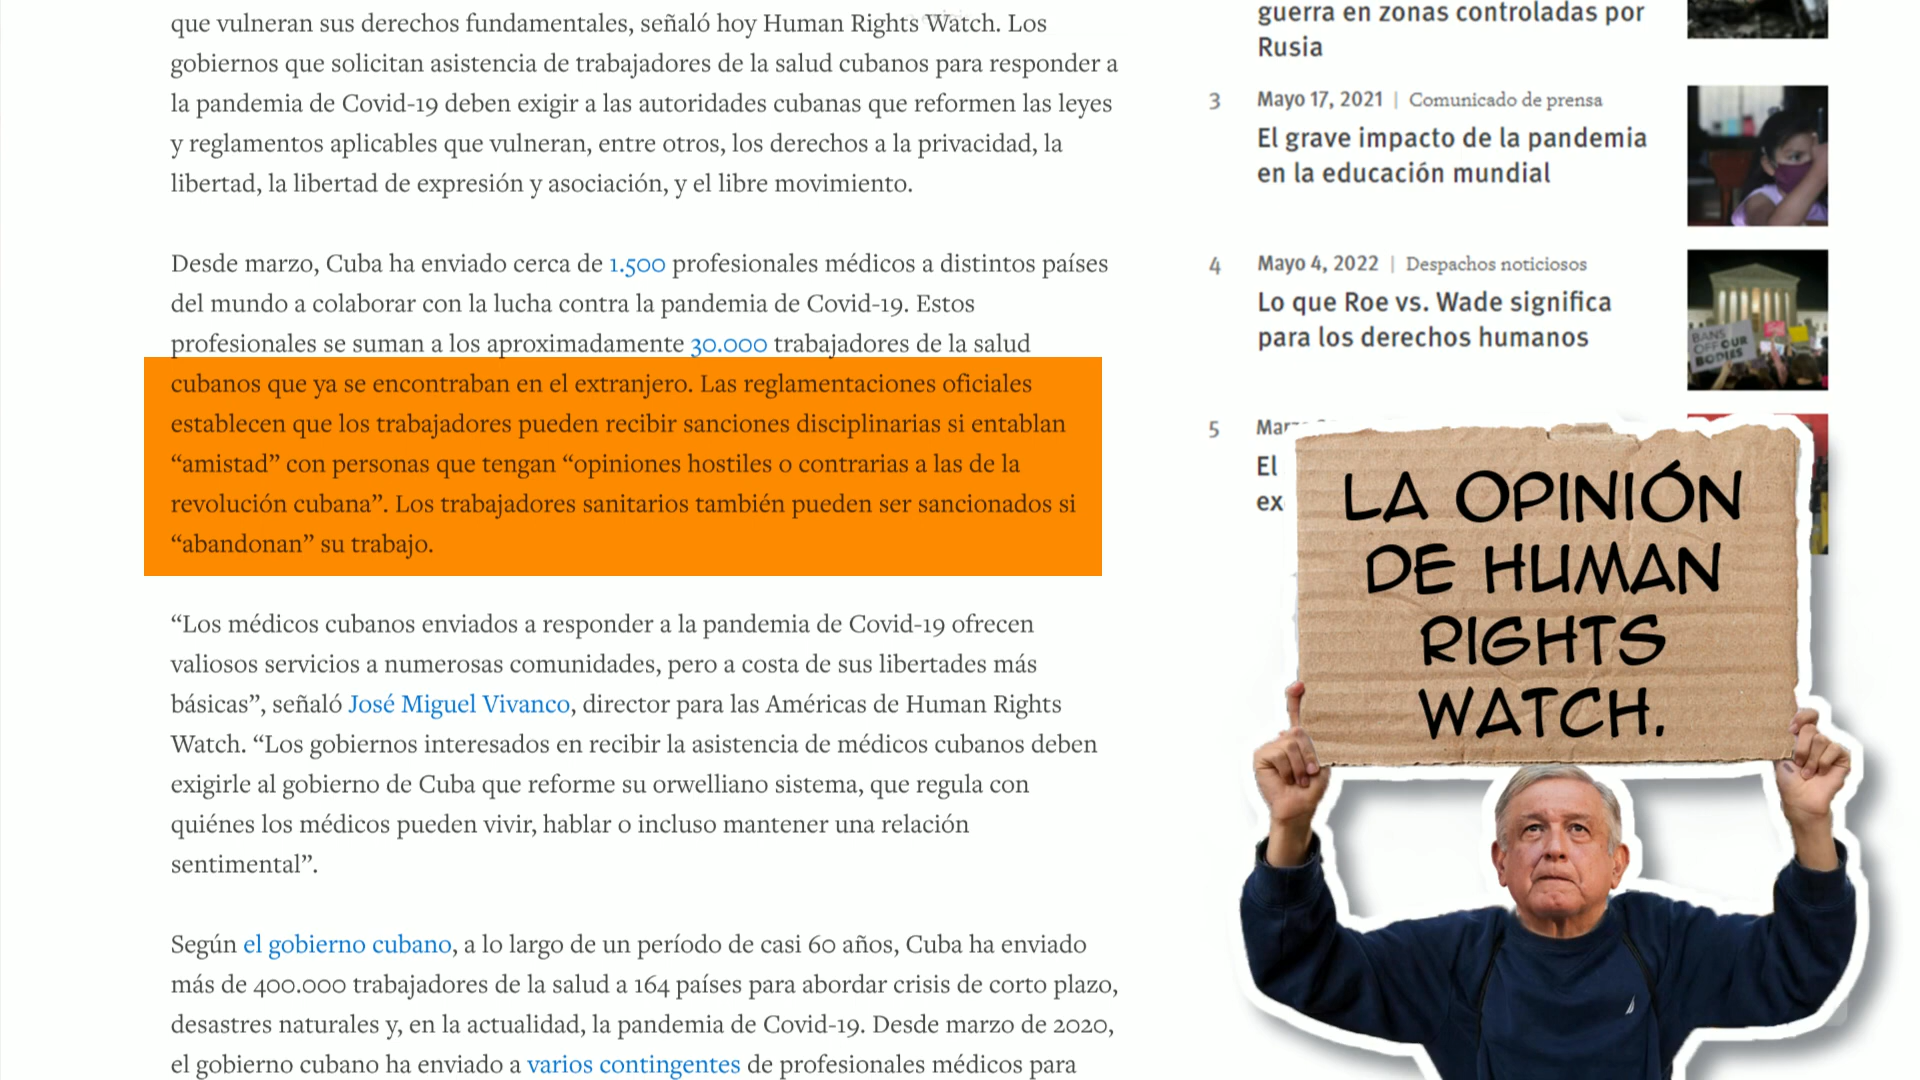 que vulneran sus derechos fundamentales, señaló hoy Human Rights Watch. Los
gobiernos que solicitan asistencia de trabajadores de la salud cubanos para responder a
la pandemia de Covid-19 deben exigir a las autoridades cubanas que reformen las leyes
y reglamentos aplicables que vulneran, entre otros, los derechos a la privacidad, la
libertad, la libertad de expresión y asociación, y el libre movimiento.
Desde marzo, Cuba ha enviado cerca de 1.500 profesionales médicos a distintos países
del mundo a colaborar con la lucha contra la pandemia de Covid-19. Estos
profesionales se suman a los aproximadamente 30.000 trabajadores de la salud
cubanos que ya se encontraban en el extranjero. Las reglamentaciones oficiales
establecen que los trabajadores pueden recibir sanciones disciplinarias si entablan
“amistad” con personas que tengan “opiniones hostiles o contrarias a las de la
revolución cubana”. Los trabajadores sanitarios también pueden ser sancionados si
“abandonan” su trabajo.
“Los médicos cubanos enviados a responder a la pandemia de Covid-19 ofrecen
valiosos servicios a numerosas comunidades, pero a costa de sus libertades más
básicas”, señaló José Miguel Vivanco, director para las Américas de Human Rights
Watch. “Los gobiernos interesados en recibir la asistencia de médicos cubanos deben
exigirle al gobierno de Cuba que reforme su orwelliano sistema, que regula con
quiénes los médicos pueden vivir, hablar o incluso mantener una relación
sentimental”.
Según el gobierno cubano, a lo largo de un período de casi 60 años, Cuba ha enviado
más de 400.000 trabajadores de la salud a 164 países para abordar crisis de corto plazo,
desastres naturales y, en la actualidad, la pandemia de Covid-19. Desde marzo de 2020,
el gobierno cubano ha enviado a varios contingentes de profesionales médicos para
guerra en zonas controladas por
Rusia
3 Mayo 17, 2021 | Comunicado de prensa
El grave impacto de la pandemia
en la educación mundial
4 Mayo 4, 2022 | Despachos noticiosos
Lo que Roe vs. Wade significa
para los derechos humanos
BANS
OFF OUR
BODIES
5
El
ex
LA OPINIÓN
DE HUMAN
RIGHTS
WATCH.